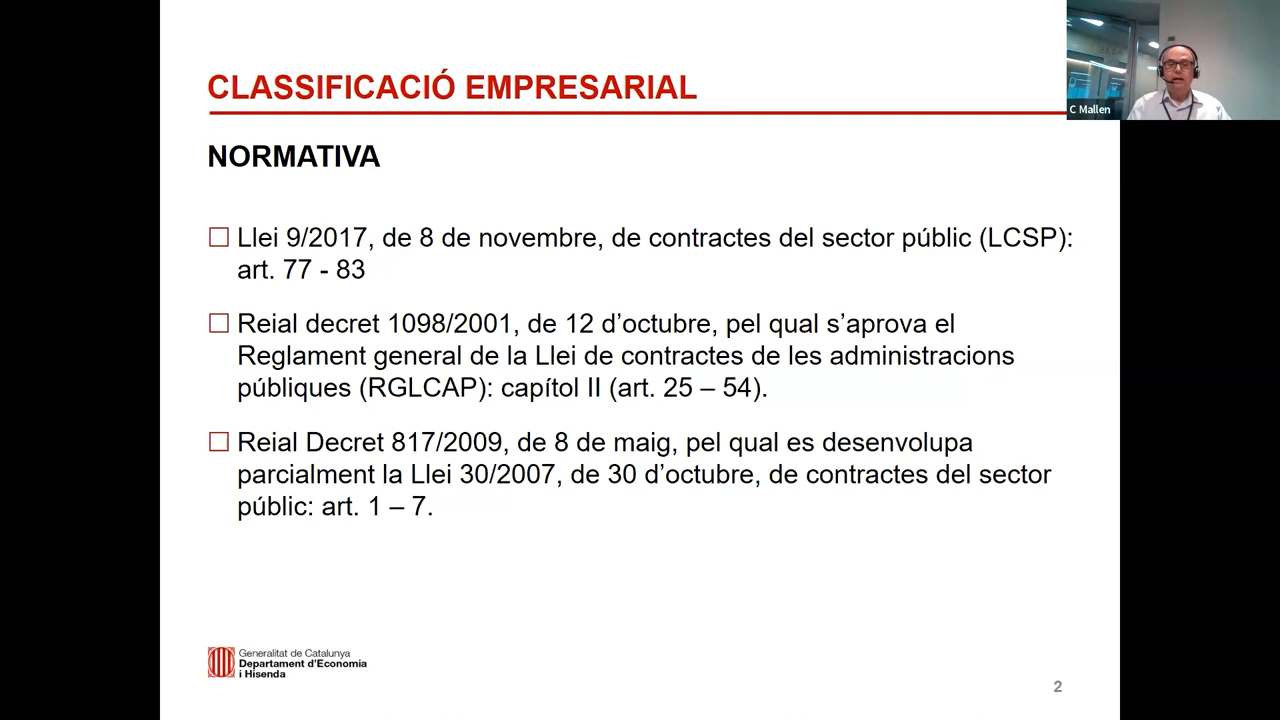 CLASSIFICACIÓ EMPRESARIAL
C Mallen
NORMATIVA
Llei 9/2017, de 8 de novembre, de contractes del sector públic (LCSP):
art. 77 - 83
Reial decret 1098/2001, de 12 d’octubre, pel qual s’aprova el
Reglament general de la Llei de contractes de les administracions
públiques (RGLCAP): capítol II (art. 25 – 54).
Reial Decret 817/2009, de 8 de maig, pel qual es desenvolupa
parcialment la Llei 30/2007, de 30 d’octubre, de contractes del sector
públic: art. 1 – 7.
Generalitat de Catalunya
Departament d’Economia
i Hisenda
2